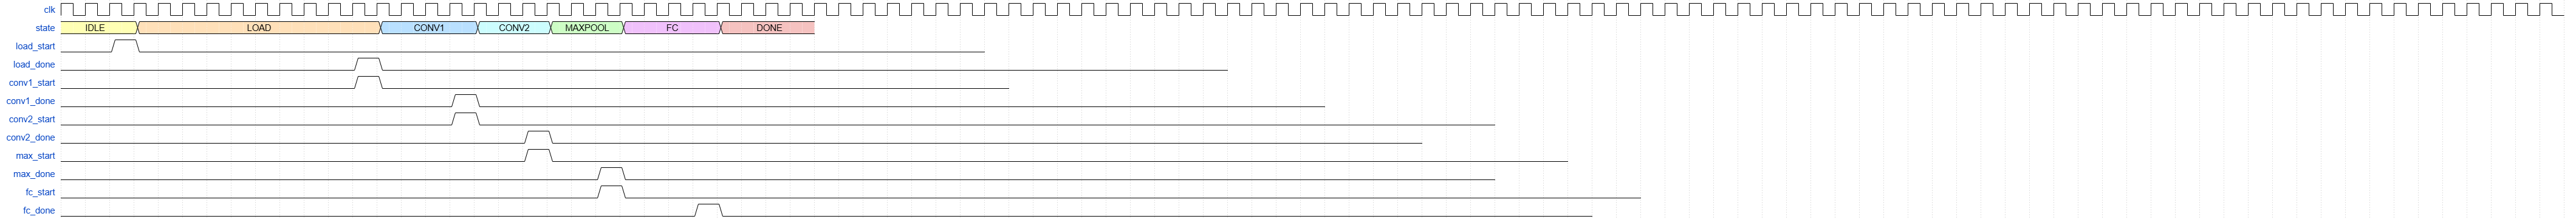 clk
state IDLE LOAD CONV1 CONV2 MAXPOOL FC DONE
load_start
load_done
conv1_start
conv1_done
conv2_start
conv2_done
max_start
max_done
fc_start
fc_done